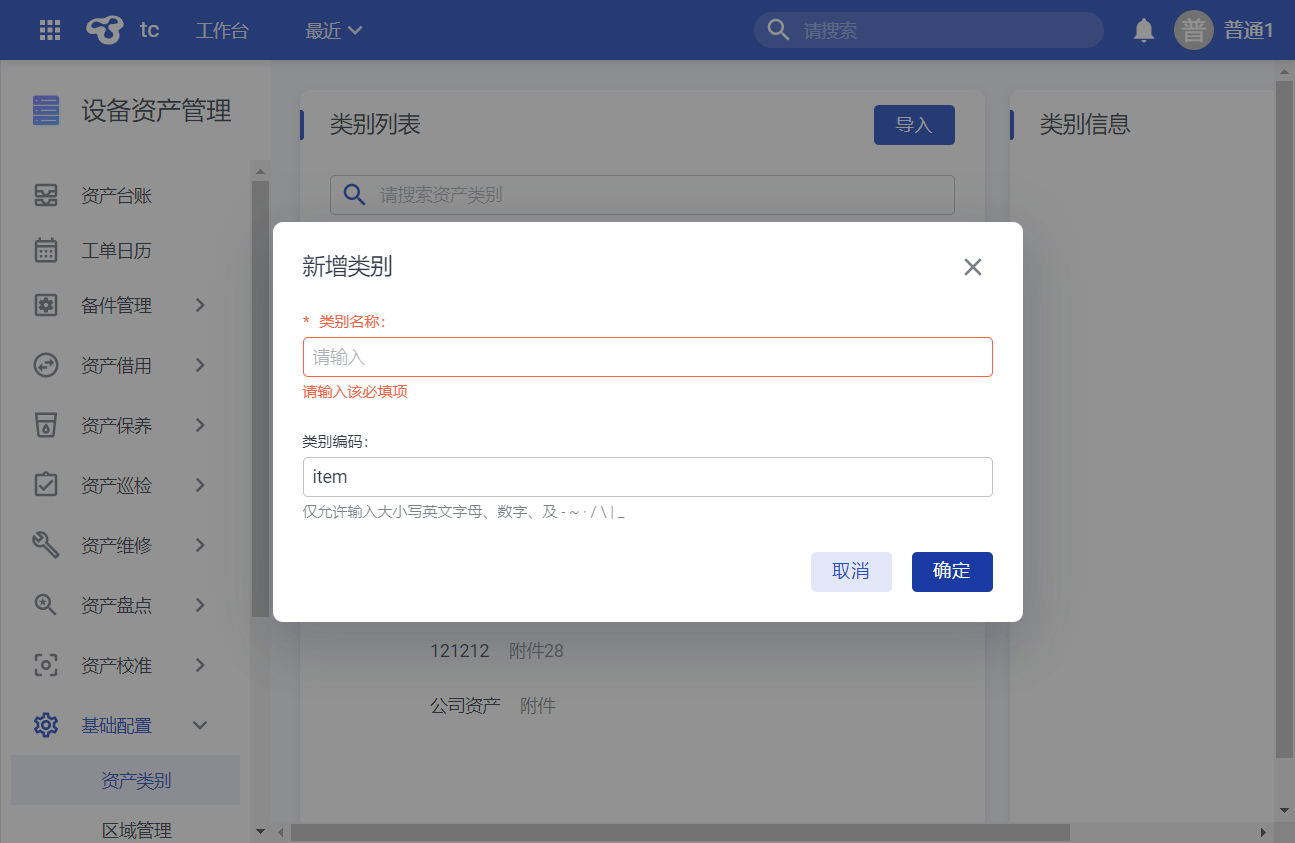 tc 工作台 最近 请搜索 普 普通1
设备资产管理
资产台账
工单日历
备件管理
资产借用
资产保养
资产巡检
资产维修
资产盘点
资产校准
基础配置
资产类别
区域管理
类别列表 导入
请搜索资产类别
类别信息
新增类别
* 类别名称:
请输入
请输入该必填项
类别编码:
item
仅允许输入大小写英文字母、数字、及 - ~ · / \ | _
取消 确定
121212 附件28
公司资产 附件